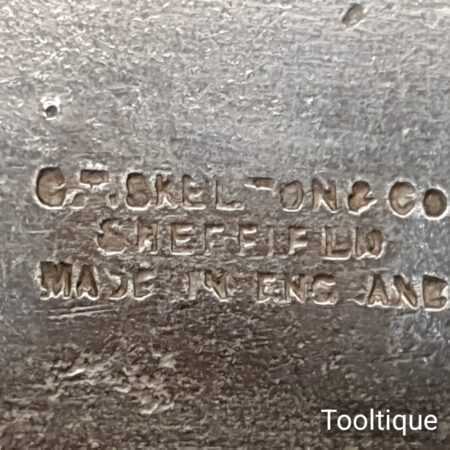 C.T. SKELTON & CO
SHEFFIELD
MADE IN ENGLAND
Tooltique